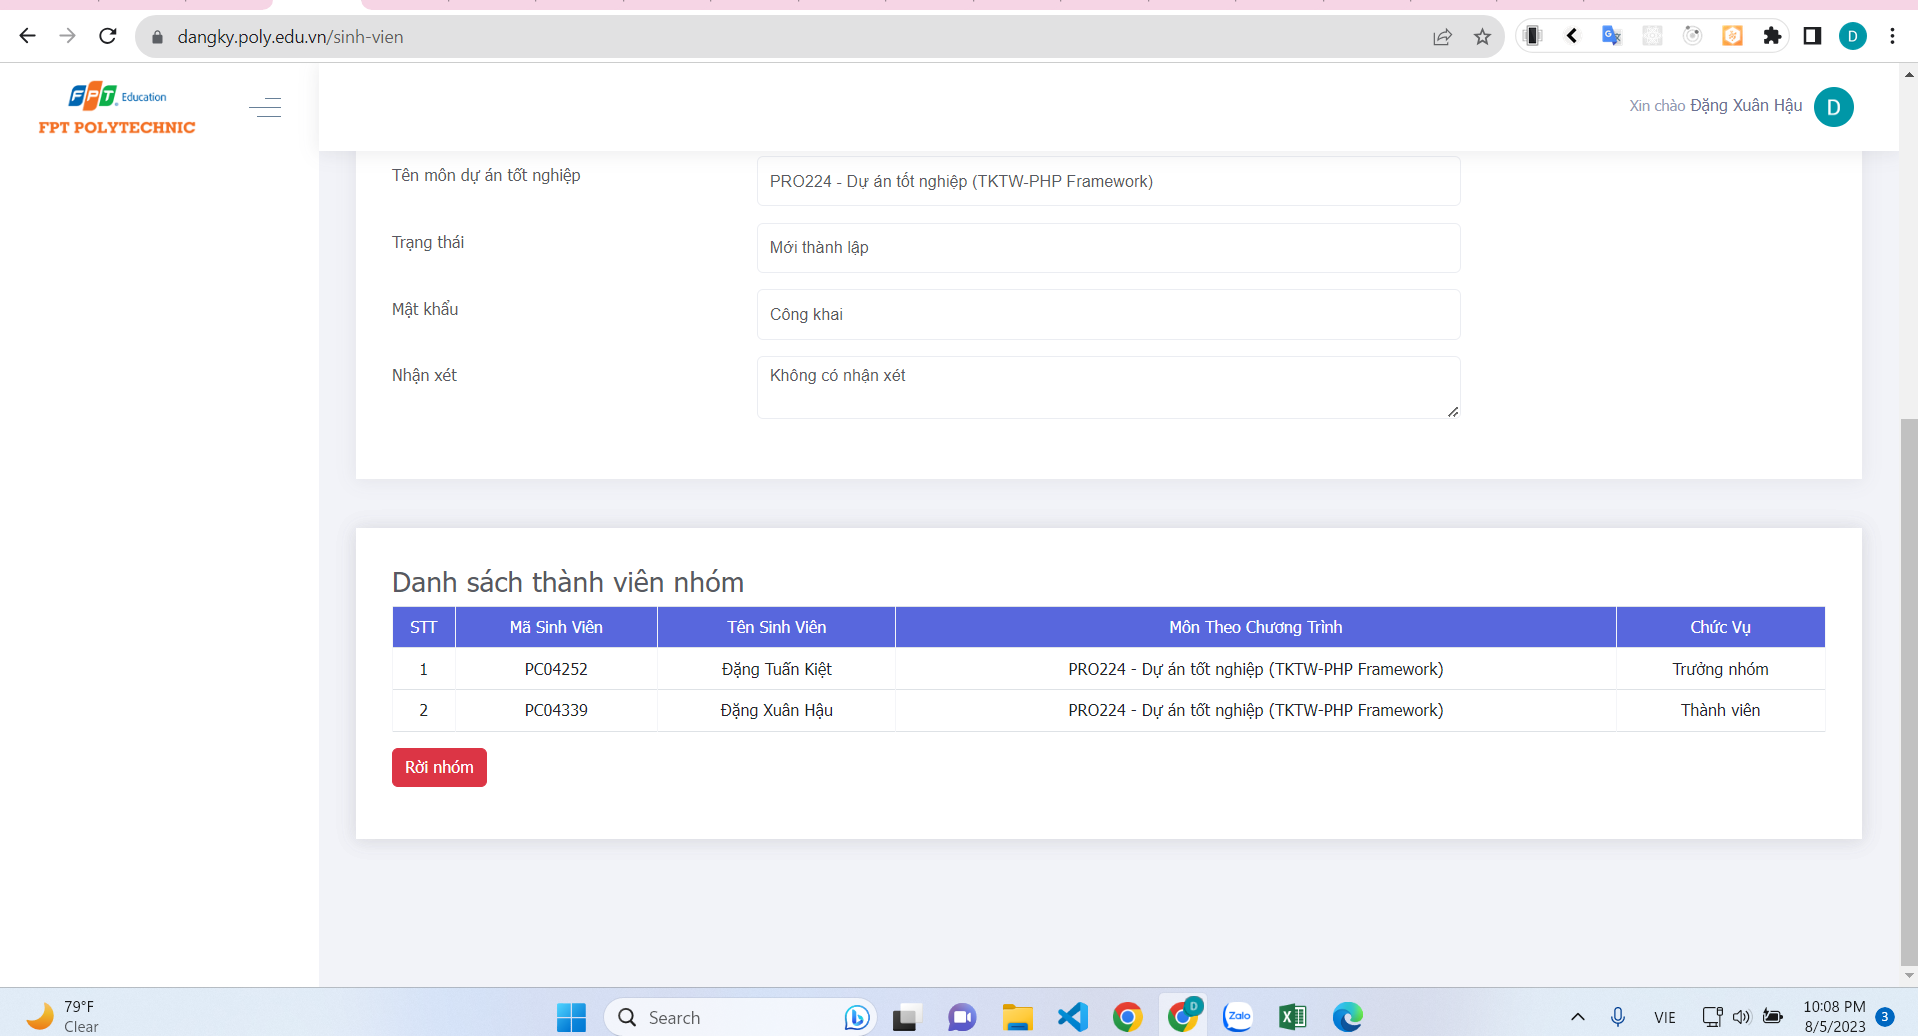 dangky.poly.edu.vn/sinh-vien
D
FPT Education
FPT POLYTECHNIC
Xin chào Đặng Xuân Hậu D
Tên môn dự án tốt nghiệp
PRO224 - Dự án tốt nghiệp (TKTW-PHP Framework)
Trạng thái
Mới thành lập
Mật khẩu
Công khai
Nhận xét
Không có nhận xét
Danh sách thành viên nhóm
STT Mã Sinh Viên Tên Sinh Viên Môn Theo Chương Trình Chức Vụ
1 PC04252 Đặng Tuấn Kiệt PRO224 - Dự án tốt nghiệp (TKTW-PHP Framework) Trưởng nhóm
2 PC04339 Đặng Xuân Hậu PRO224 - Dự án tốt nghiệp (TKTW-PHP Framework) Thành viên
Rời nhóm
79°F
Clear
Search
D
Zalo
VIE
10:08 PM
8/5/2023
3